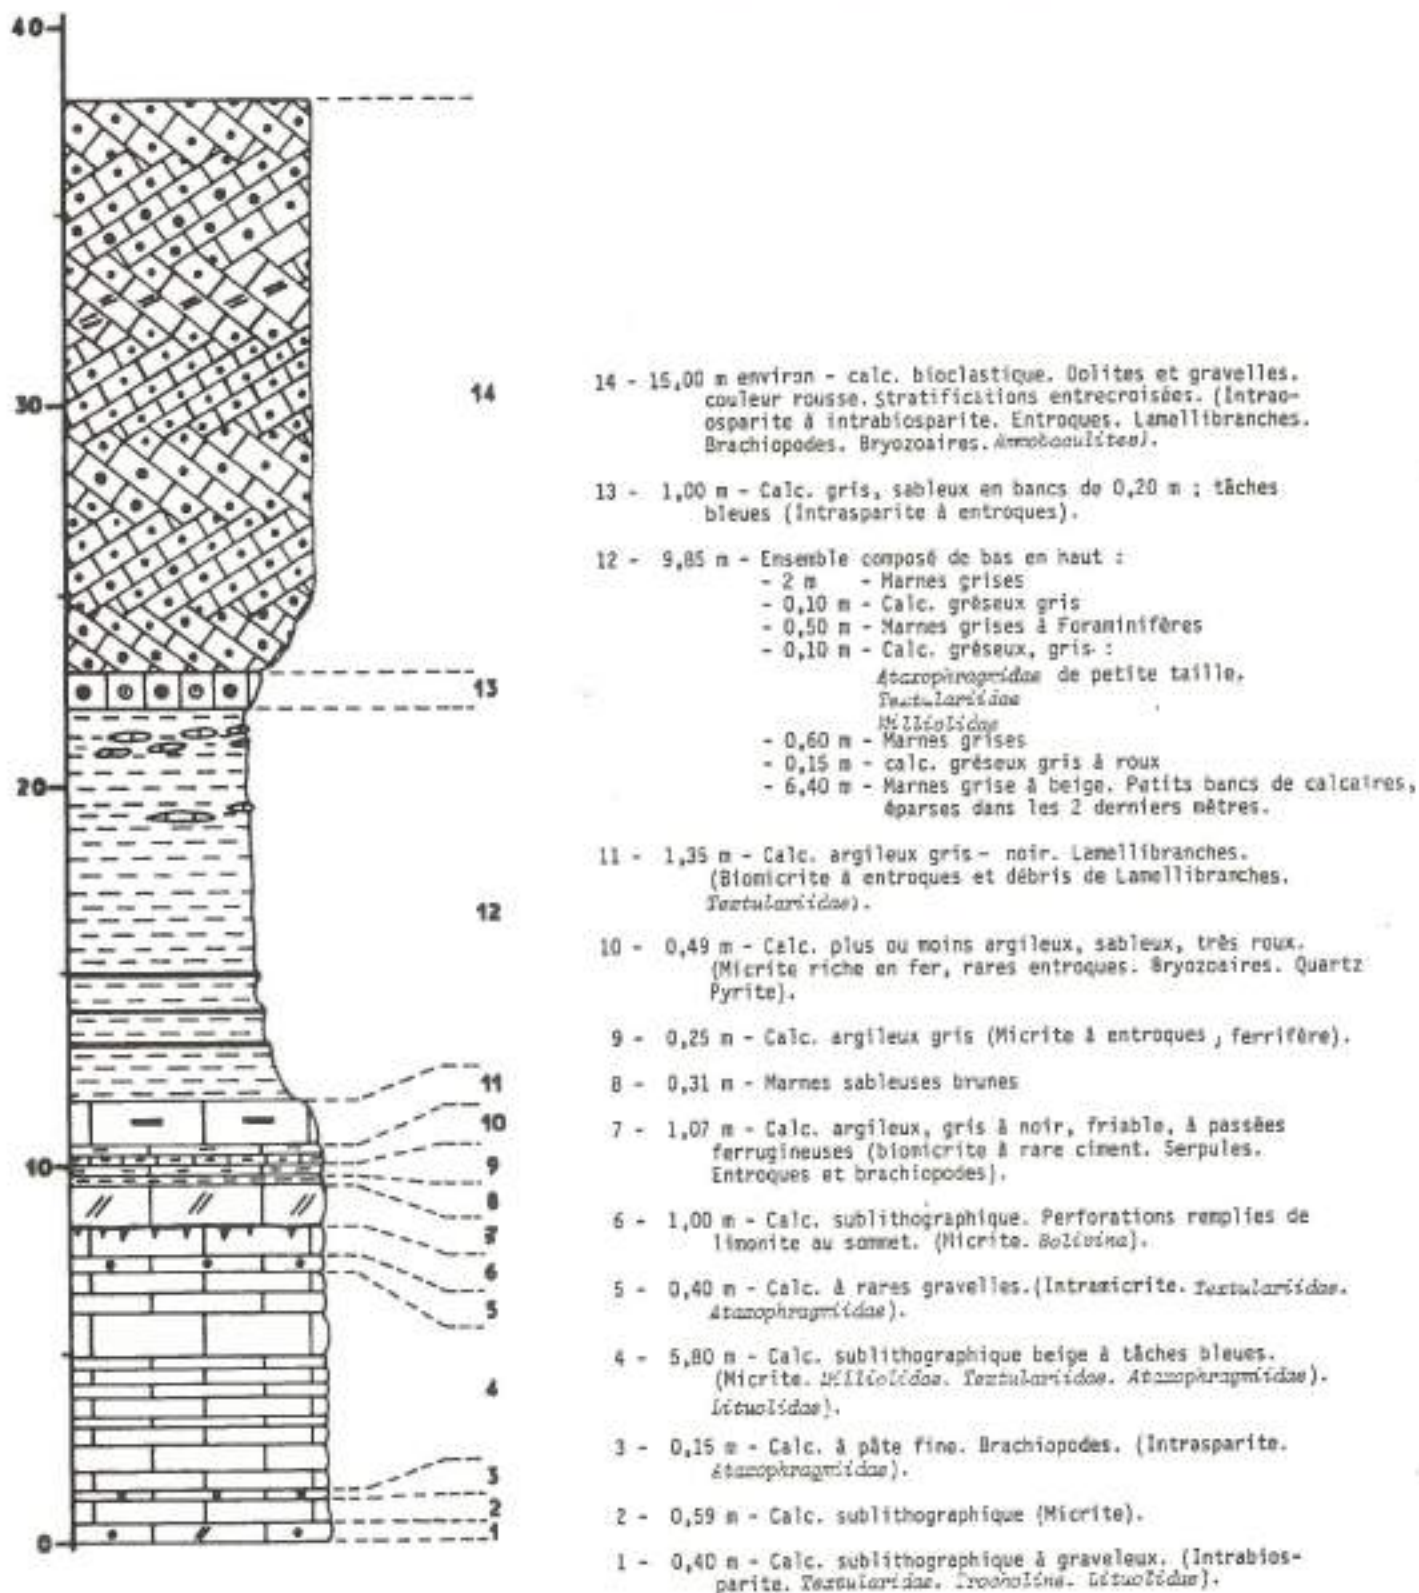 40
30
20
10
0
14
13
12
11
10
9
8
7
6
5
4
3
2
1
14 - 15,00 m environ - calc. bioclastique. Oolites et gravelles.
couleur rousse. Stratifications entrecroisées. (Intrao-
osparite à intrabiosparite. Entroques. Lamellibranches.
Brachiopodes. Bryozoaires. Ammobaculites).
13 - 1,00 m - Calc. gris, sableux en bancs de 0,20 m ; tâches
bleues (Intrasparite à entroques).
12 - 9,85 m - Ensemble composé de bas en haut :
- 2 m - Marnes grises
- 0,10 m - Calc. gréseux gris
- 0,50 m - Marnes grises à Foraminifères
- 0,10 m - Calc. gréseux, gris :
Ataxophragmidae de petite taille.
Textulariidae
Milliolidae
- 0,60 m - Marnes grises
- 0,15 m - calc. gréseux gris à roux
- 6,40 m - Marnes grise à beige. Petits bancs de calcaires,
éparses dans les 2 derniers mètres.
11 - 1,35 m - Calc. argileux gris - noir. Lamellibranches.
(Biomicrite à entroques et débris de Lamellibranches.
Textulariidae).
10 - 0,49 m - Calc. plus ou moins argileux, sableux, très roux.
(Micrite riche en fer, rares entroques. Bryozoaires. Quartz
Pyrite).
9 - 0,25 m - Calc. argileux gris (Micrite à entroques, ferrifère).
8 - 0,31 m - Marnes sableuses brunes
7 - 1,07 m - Calc. argileux, gris à noir, friable, à passées
ferrugineuses (biomicrite à rare ciment. Serpules.
Entroques et brachiopodes).
6 - 1,00 m - Calc. sublithographique. Perforations remplies de
limonite au sommet. (Micrite. Bolivina).
5 - 0,40 m - Calc. à rares gravelles. (Intramicrite. Textulariidae.
Ataxophragmiidae).
4 - 5,80 m - Calc. sublithographique beige à tâches bleues.
(Micrite. Milliolidae. Textulariidae. Ataxophragmiidae).
Lituolidae).
3 - 0,15 m - Calc. à pâte fine. Brachiopodes. (Intrasparite.
Ataxophragmiidae).
2 - 0,59 m - Calc. sublithographique (Micrite).
1 - 0,40 m - Calc. sublithographique à graveleux. (Intrabios-
parite. Textularidae. Trocholina. Lituolidae).